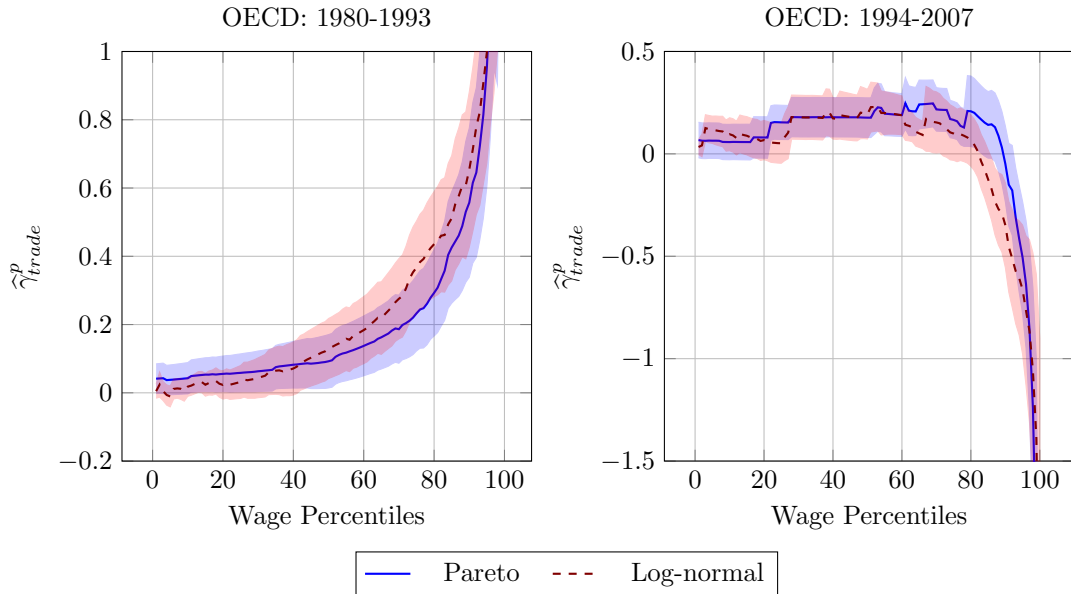 OECD: 1980-1993
1
0.8
0.6
0.4
0.2
0
−0.2
0 20 40 60 80 100
Wage Percentiles
γ̂ᵖ_trade
OECD: 1994-2007
0.5
0
−0.5
−1
−1.5
0 20 40 60 80 100
Wage Percentiles
γ̂ᵖ_trade
Pareto Log-normal